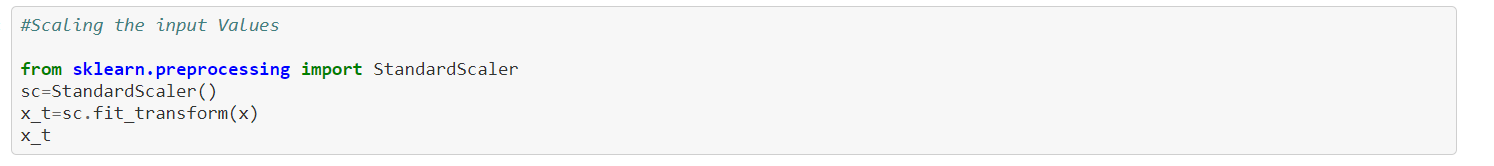 #Scaling the input Values
from sklearn.preprocessing import StandardScaler
sc=StandardScaler()
x_t=sc.fit_transform(x)
x_t